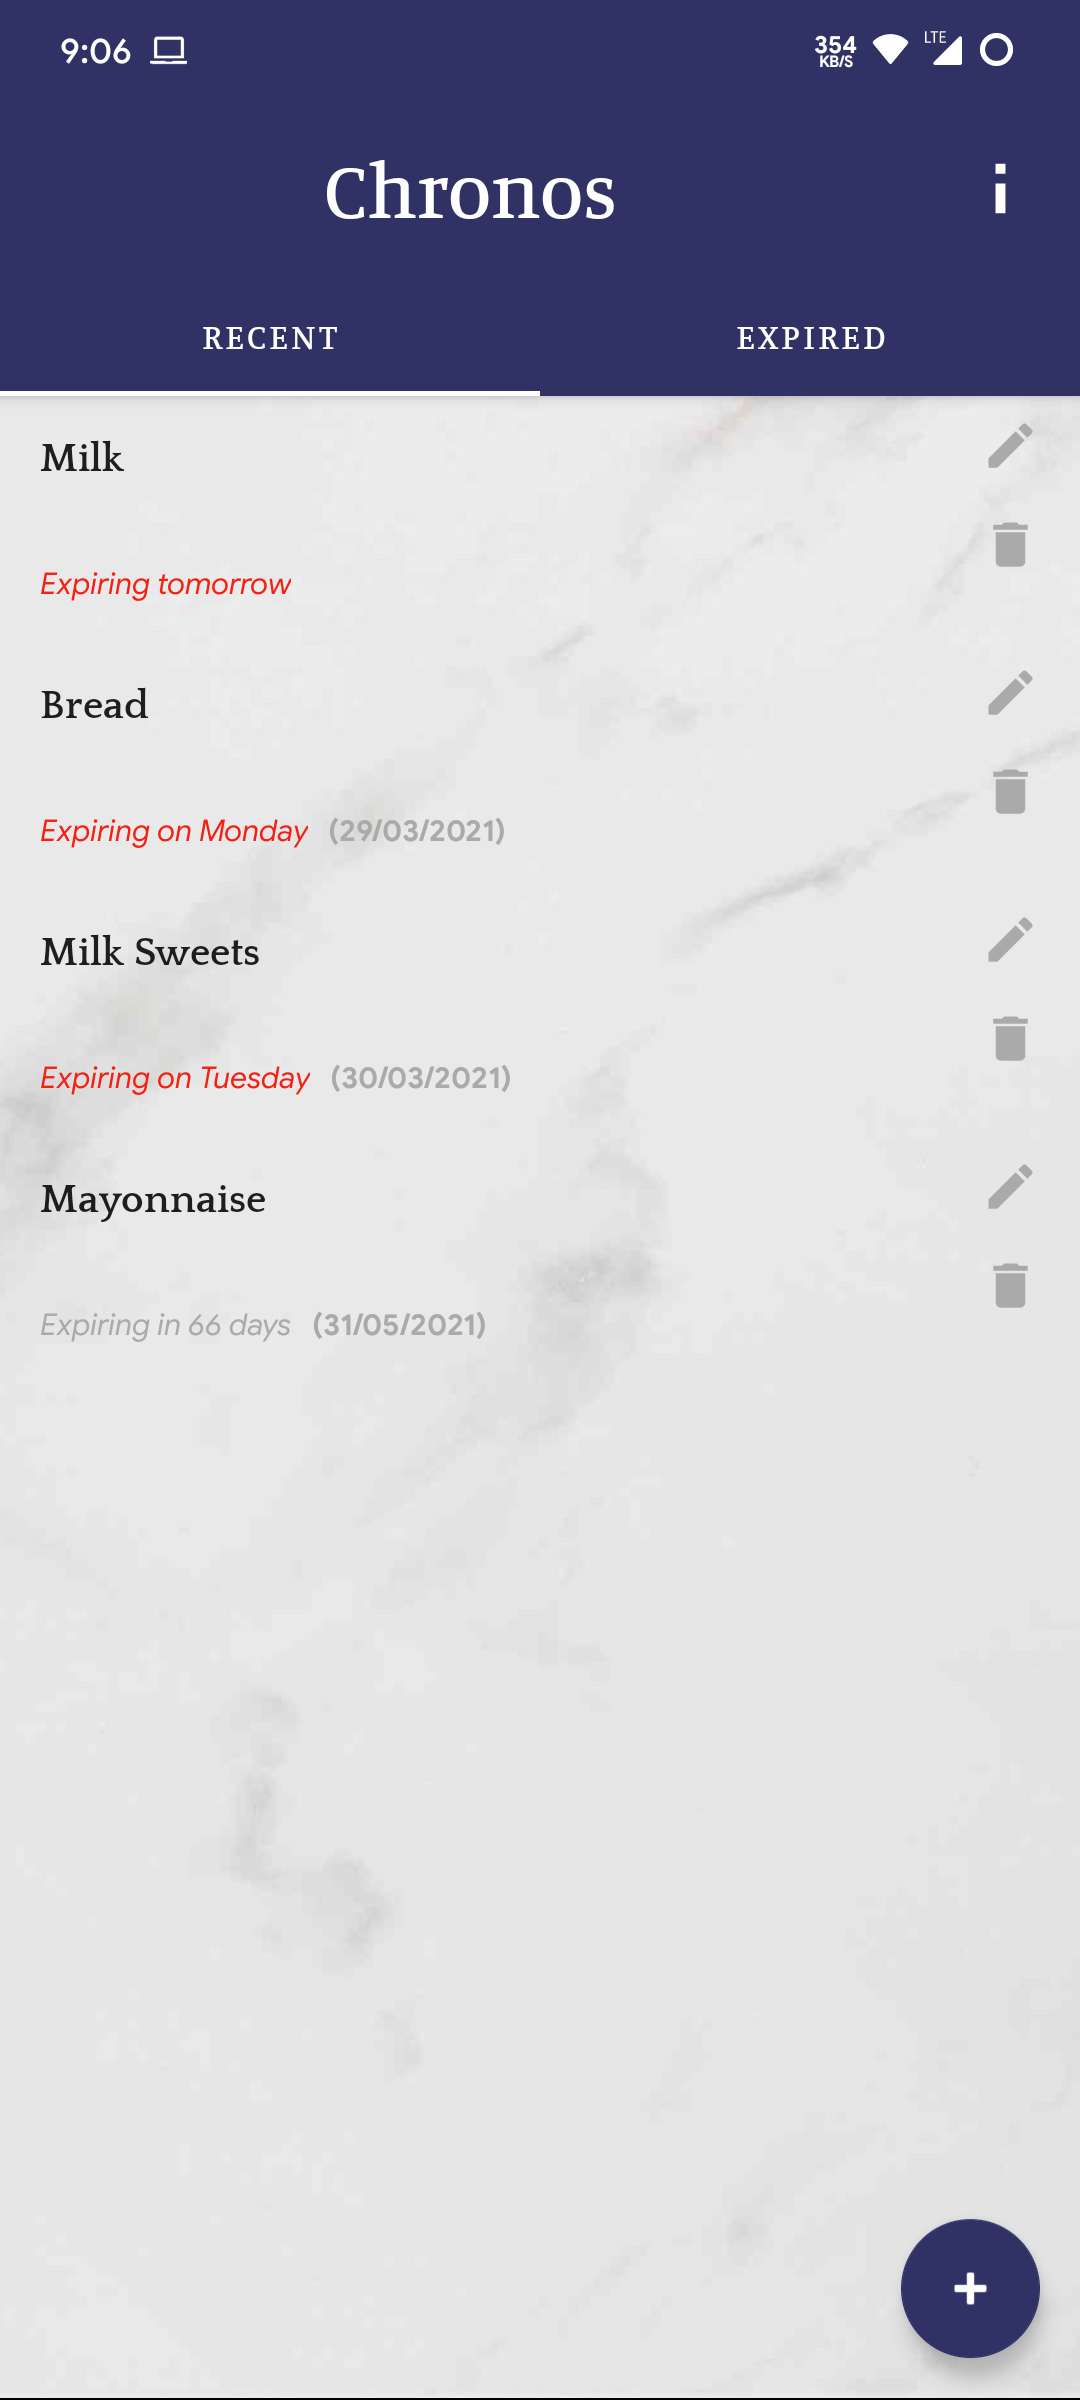 9:06
354
KB/S
LTE
Chronos
RECENT
EXPIRED
Milk
Expiring tomorrow
Bread
Expiring on Monday (29/03/2021)
Milk Sweets
Expiring on Tuesday (30/03/2021)
Mayonnaise
Expiring in 66 days (31/05/2021)